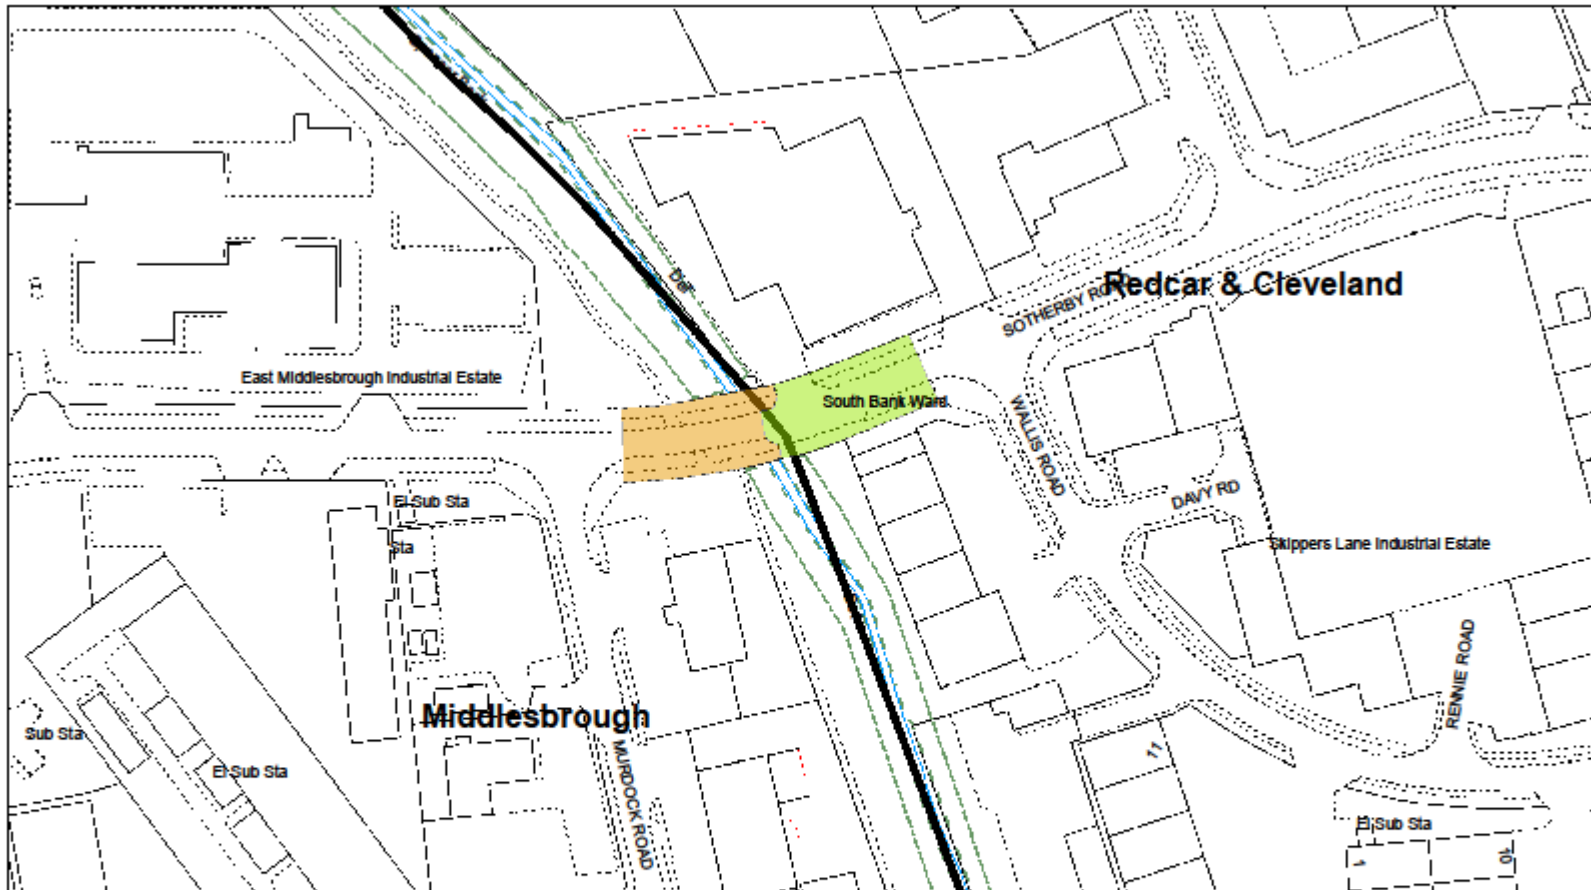 Def
Redcar & Cleveland
SOTHERBY ROAD
East Middlesbrough Industrial Estate
South Bank Ward
WALLIS ROAD
DAVY RD
El Sub Sta
Sta
Skippers Lane Industrial Estate
Middlesbrough
RENNIE ROAD
Sub Sta
El Sub Sta
MURDOCK ROAD
11
El Sub Sta
1
10